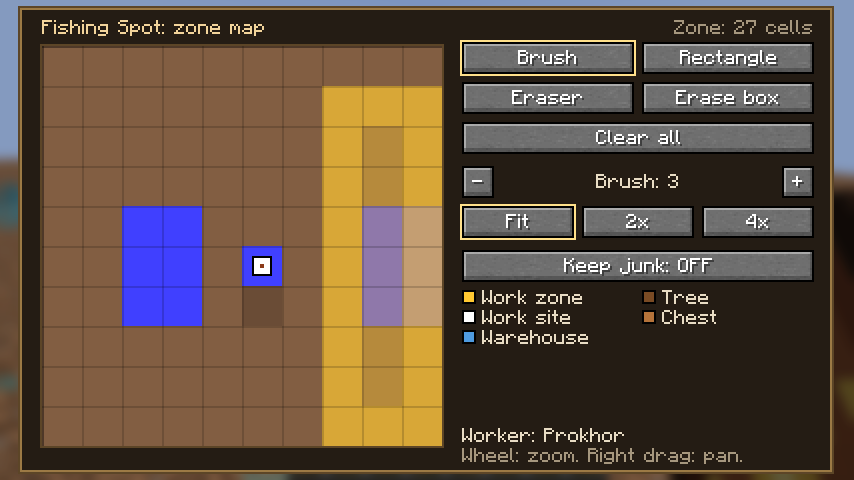 Fishing Spot: zone map
Zone: 27 cells
Brush
Rectangle
Eraser
Erase box
Clear all
-
Brush: 3
+
Fit
2x
4x
Keep junk: OFF
Work zone
Tree
Work site
Chest
Warehouse
Worker: Prokhor
Wheel: zoom. Right drag: pan.